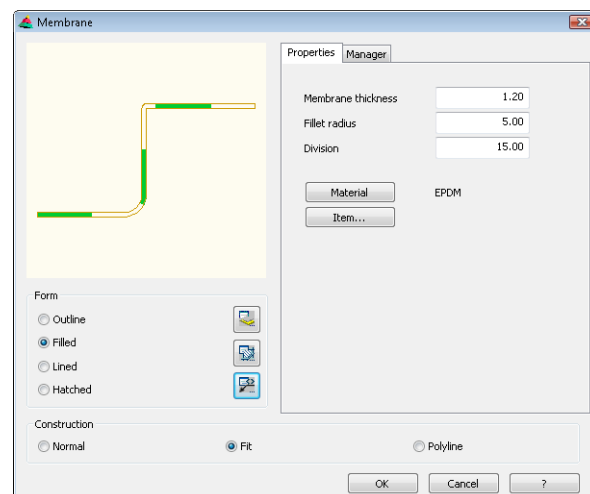 Membrane
Properties
Manager
Membrane thickness 1.20
Fillet radius 5.00
Division 15.00
Material EPDM
Item...
Form
Outline
Filled
Lined
Hatched
Construction
Normal Fit Polyline
OK Cancel ?